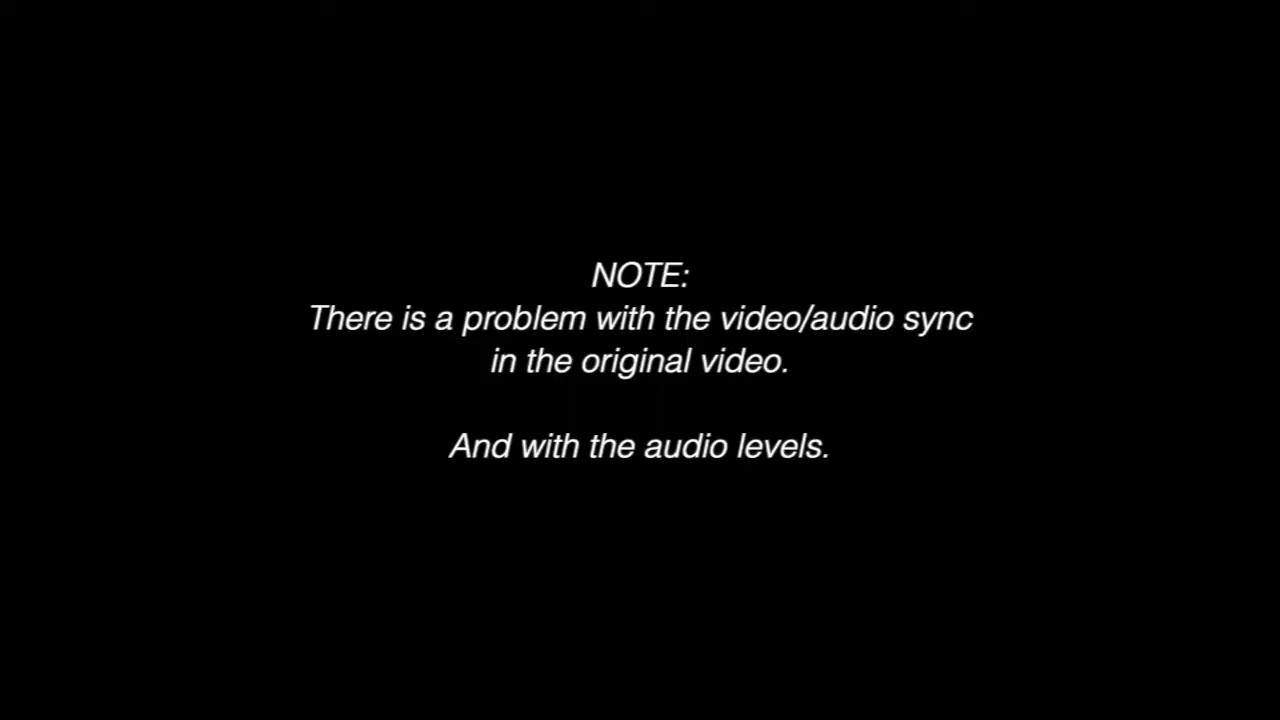 NOTE:
There is a problem with the video/audio sync
in the original video.
And with the audio levels.